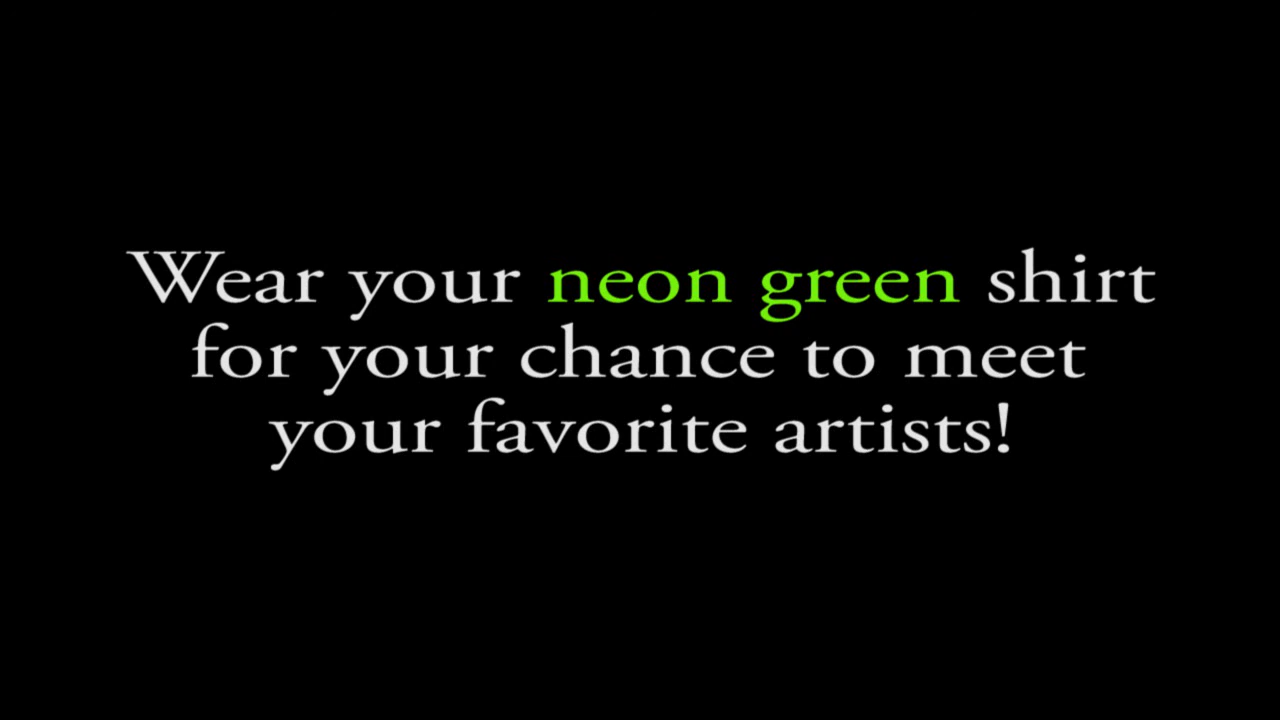 Wear your neon green shirt
for your chance to meet
your favorite artists!